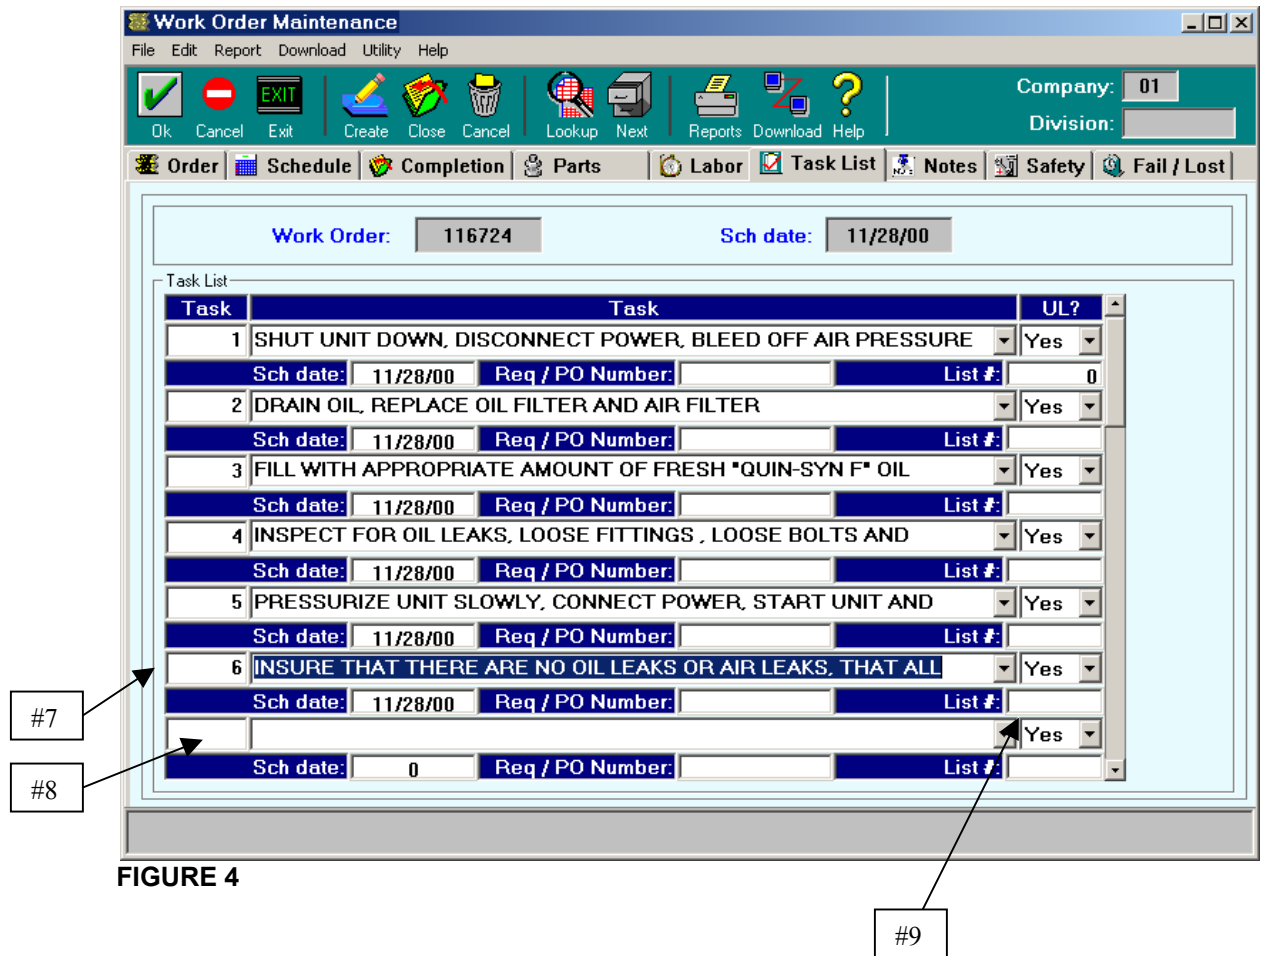 Work Order Maintenance
File Edit Report Download Utility Help
EXIT
Ok Cancel Exit Create Close Cancel Lookup Next Reports Download Help
Company: 01
Division:
Order Schedule Completion Parts Labor Task List Notes Safety Fail / Lost
Work Order: 116724 Sch date: 11/28/00
Task List
Task Task UL?
1 SHUT UNIT DOWN, DISCONNECT POWER, BLEED OFF AIR PRESSURE Yes
Sch date: 11/28/00 Req / PO Number: List #: 0
2 DRAIN OIL, REPLACE OIL FILTER AND AIR FILTER Yes
Sch date: 11/28/00 Req / PO Number: List #:
3 FILL WITH APPROPRIATE AMOUNT OF FRESH "QUIN-SYN F" OIL Yes
Sch date: 11/28/00 Req / PO Number: List #:
4 INSPECT FOR OIL LEAKS, LOOSE FITTINGS , LOOSE BOLTS AND Yes
Sch date: 11/28/00 Req / PO Number: List #:
5 PRESSURIZE UNIT SLOWLY, CONNECT POWER, START UNIT AND Yes
Sch date: 11/28/00 Req / PO Number: List #:
6 INSURE THAT THERE ARE NO OIL LEAKS OR AIR LEAKS, THAT ALL Yes
Sch date: 11/28/00 Req / PO Number: List #:
#7
Yes
Sch date: 0 Req / PO Number: List #:
#8
FIGURE 4
#9